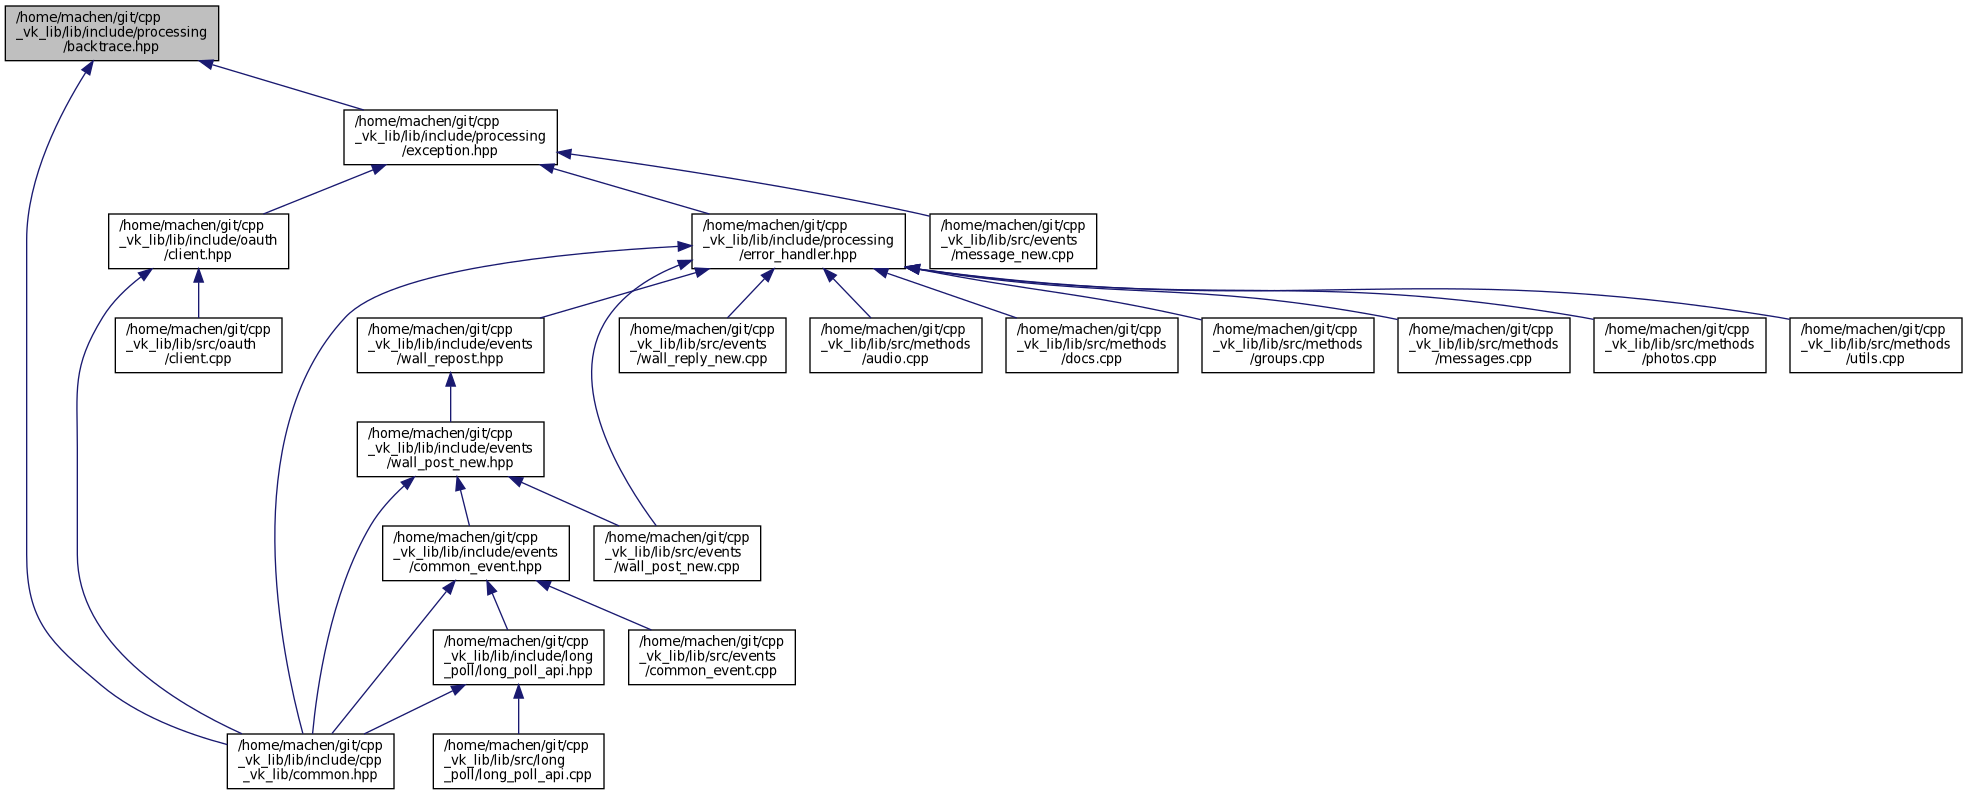 /home/machen/git/cpp
_vk_lib/lib/include/processing
/backtrace.hpp
/home/machen/git/cpp
_vk_lib/lib/include/processing
/exception.hpp
/home/machen/git/cpp
_vk_lib/lib/include/oauth
/client.hpp
/home/machen/git/cpp
_vk_lib/lib/include/processing
/error_handler.hpp
/home/machen/git/cpp
_vk_lib/lib/src/events
/message_new.cpp
/home/machen/git/cpp
_vk_lib/lib/src/oauth
/client.cpp
/home/machen/git/cpp
_vk_lib/lib/include/events
/wall_repost.hpp
/home/machen/git/cpp
_vk_lib/lib/src/events
/wall_reply_new.cpp
/home/machen/git/cpp
_vk_lib/lib/src/methods
/audio.cpp
/home/machen/git/cpp
_vk_lib/lib/src/methods
/docs.cpp
/home/machen/git/cpp
_vk_lib/lib/src/methods
/groups.cpp
/home/machen/git/cpp
_vk_lib/lib/src/methods
/messages.cpp
/home/machen/git/cpp
_vk_lib/lib/src/methods
/photos.cpp
/home/machen/git/cpp
_vk_lib/lib/src/methods
/utils.cpp
/home/machen/git/cpp
_vk_lib/lib/include/events
/wall_post_new.hpp
/home/machen/git/cpp
_vk_lib/lib/include/events
/common_event.hpp
/home/machen/git/cpp
_vk_lib/lib/src/events
/wall_post_new.cpp
/home/machen/git/cpp
_vk_lib/lib/include/long
_poll/long_poll_api.hpp
/home/machen/git/cpp
_vk_lib/lib/src/events
/common_event.cpp
/home/machen/git/cpp
_vk_lib/lib/include/cpp
_vk_lib/common.hpp
/home/machen/git/cpp
_vk_lib/lib/src/long
_poll/long_poll_api.cpp